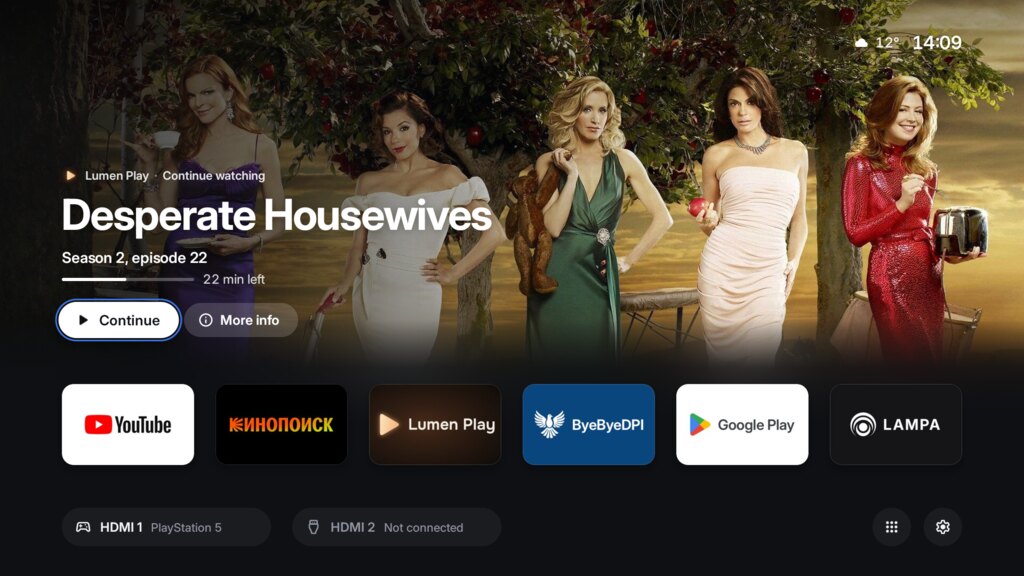 12° 14:09
Lumen Play · Continue watching
Desperate Housewives
Season 2, episode 22
22 min left
Continue
More info
YouTube
КИНОПОИСК
Lumen Play
ByeByeDPI
Google Play
LAMPA
HDMI 1 PlayStation 5
HDMI 2 Not connected